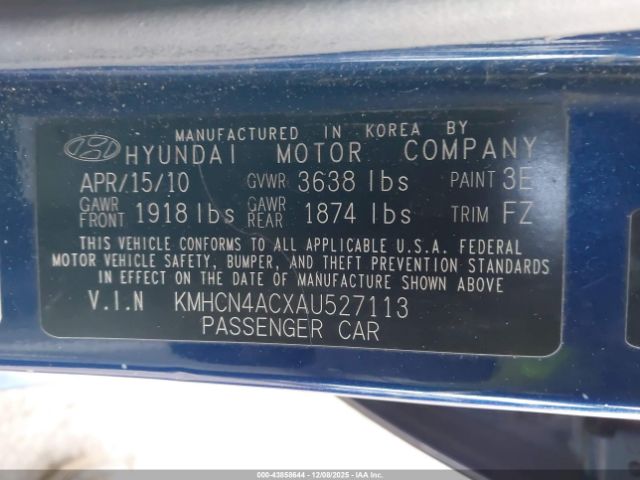 MANUFACTURED IN KOREA BY
HYUNDAI MOTOR COMPANY
APR/15/10 GVWR 3638 lbs PAINT 3E
GAWR FRONT 1918 lbs GAWR REAR 1874 lbs TRIM FZ
THIS VEHICLE CONFORMS TO ALL APPLICABLE U.S.A. FEDERAL
MOTOR VEHICLE SAFETY, BUMPER, AND THEFT PREVENTION STANDARDS
IN EFFECT ON THE DATE OF MANUFACTURE SHOWN ABOVE
V.I.N KMHCN4ACXAU527113
PASSENGER CAR
000-43858644 | 12/08/2025 | IAA Inc. (C)